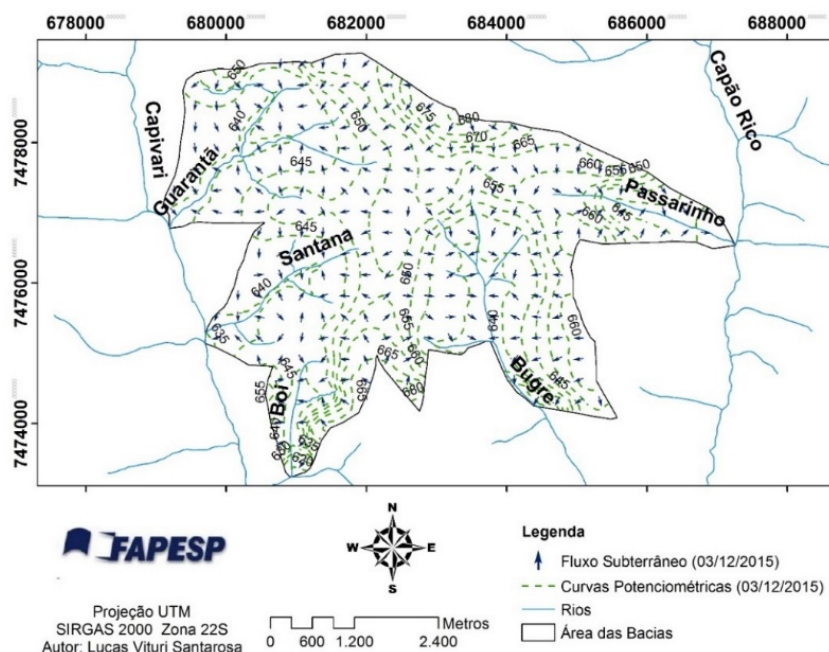 678000 680000 682000 684000 686000 688000
7478000
7476000
7474000
Capivari
Guarantã
Santana
Boi
Bugre
Passarinho
Capão Rico
650
640
645
650
675
680
670
665
660
655
650
655
660
645
645
640
635
645
655
650
655
660
665
680
665
640
660
645
620
N
W E
S
FAPESP
Projeção UTM
SIRGAS 2000 Zona 22S
Autor: Lucas Vituri Santarosa
Metros
0 600 1.200 2.400
Legenda
Fluxo Subterrâneo (03/12/2015)
Curvas Potenciométricas (03/12/2015)
Rios
Área das Bacias